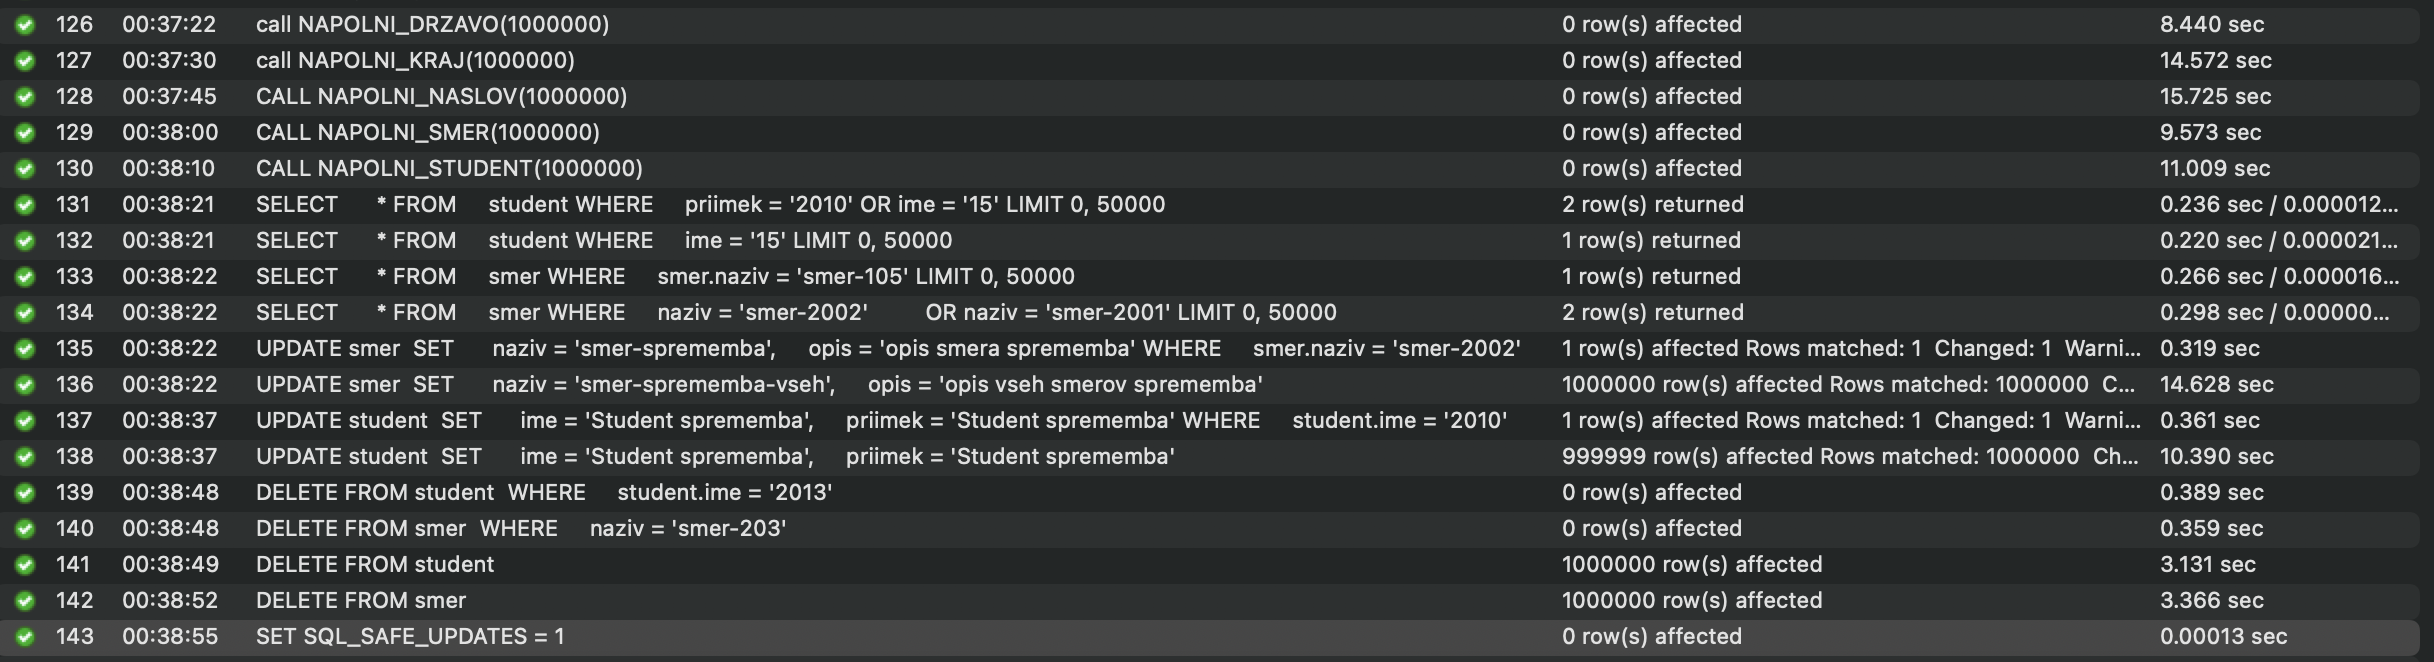 126 00:37:22 call NAPOLNI_DRZAVO(1000000) 0 row(s) affected 8.440 sec
127 00:37:30 call NAPOLNI_KRAJ(1000000) 0 row(s) affected 14.572 sec
128 00:37:45 CALL NAPOLNI_NASLOV(1000000) 0 row(s) affected 15.725 sec
129 00:38:00 CALL NAPOLNI_SMER(1000000) 0 row(s) affected 9.573 sec
130 00:38:10 CALL NAPOLNI_STUDENT(1000000) 0 row(s) affected 11.009 sec
131 00:38:21 SELECT * FROM student WHERE priimek = '2010' OR ime = '15' LIMIT 0, 50000 2 row(s) returned 0.236 sec / 0.000012...
132 00:38:21 SELECT * FROM student WHERE ime = '15' LIMIT 0, 50000 1 row(s) returned 0.220 sec / 0.000021...
133 00:38:22 SELECT * FROM smer WHERE smer.naziv = 'smer-105' LIMIT 0, 50000 1 row(s) returned 0.266 sec / 0.000016...
134 00:38:22 SELECT * FROM smer WHERE naziv = 'smer-2002' OR naziv = 'smer-2001' LIMIT 0, 50000 2 row(s) returned 0.298 sec / 0.00000...
135 00:38:22 UPDATE smer SET naziv = 'smer-sprememba', opis = 'opis smera sprememba' WHERE smer.naziv = 'smer-2002' 1 row(s) affected Rows matched: 1 Changed: 1 Warni... 0.319 sec
136 00:38:22 UPDATE smer SET naziv = 'smer-sprememba-vseh', opis = 'opis vseh smerov sprememba' 1000000 row(s) affected Rows matched: 1000000 C... 14.628 sec
137 00:38:37 UPDATE student SET ime = 'Student sprememba', priimek = 'Student sprememba' WHERE student.ime = '2010' 1 row(s) affected Rows matched: 1 Changed: 1 Warni... 0.361 sec
138 00:38:37 UPDATE student SET ime = 'Student sprememba', priimek = 'Student sprememba' 999999 row(s) affected Rows matched: 1000000 Ch... 10.390 sec
139 00:38:48 DELETE FROM student WHERE student.ime = '2013' 0 row(s) affected 0.389 sec
140 00:38:48 DELETE FROM smer WHERE naziv = 'smer-203' 0 row(s) affected 0.359 sec
141 00:38:49 DELETE FROM student 1000000 row(s) affected 3.131 sec
142 00:38:52 DELETE FROM smer 1000000 row(s) affected 3.366 sec
143 00:38:55 SET SQL_SAFE_UPDATES = 1 0 row(s) affected 0.00013 sec